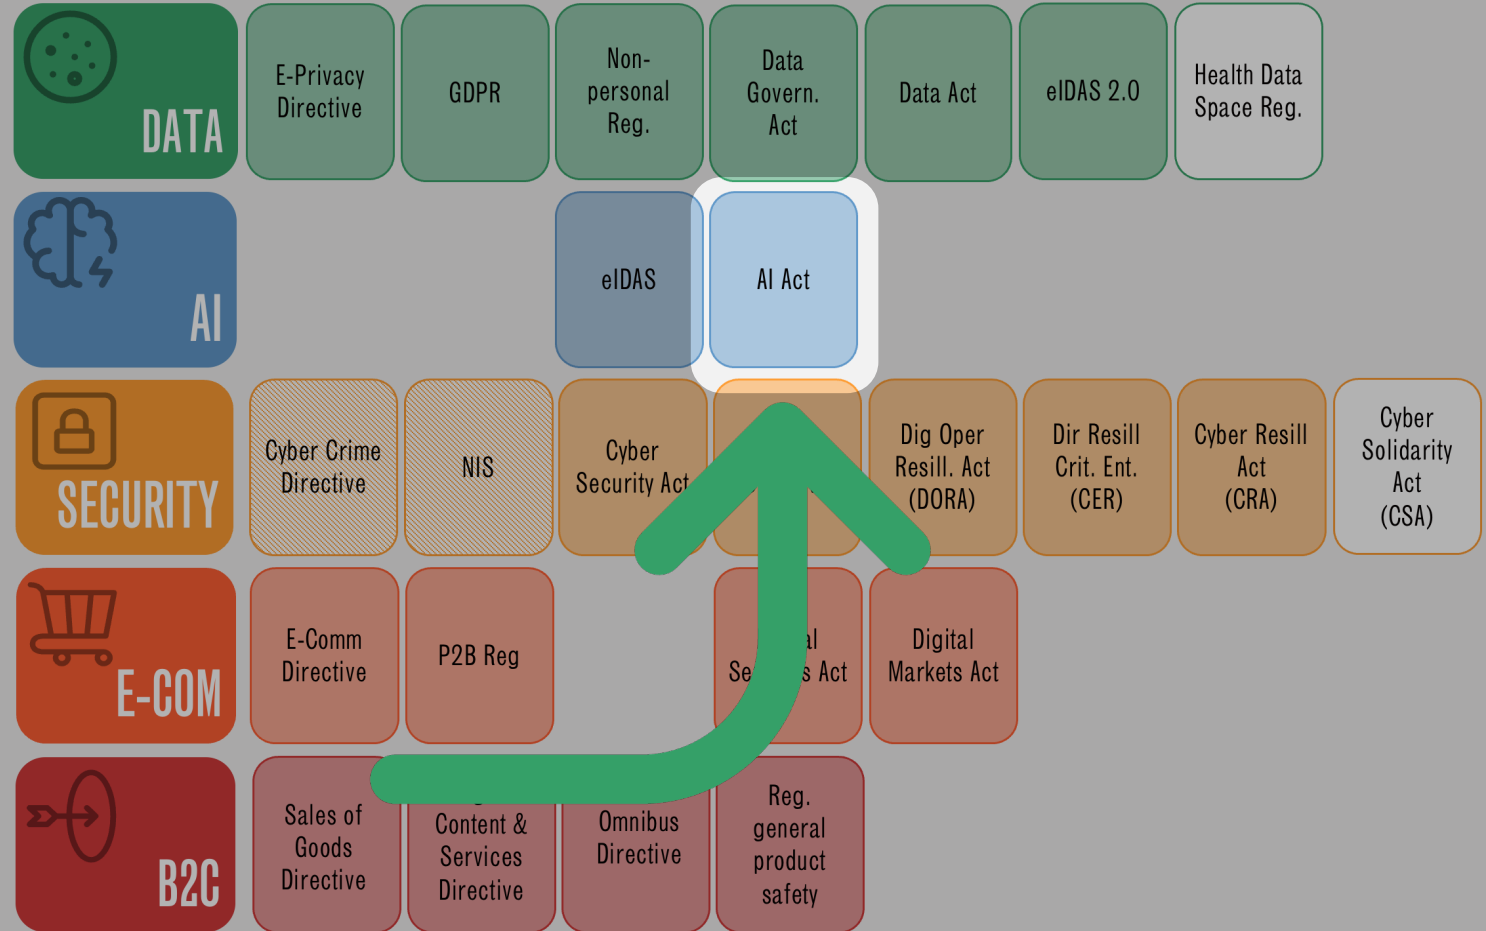 DATA
E-Privacy
Directive
GDPR
Non-
personal
Reg.
Data
Govern.
Act
Data Act
eIDAS 2.0
Health Data
Space Reg.
AI
eIDAS
AI Act
SECURITY
Cyber Crime
Directive
NIS
Cyber
Security Act
Dig Oper
Resill. Act
(DORA)
Dir Resill
Crit. Ent.
(CER)
Cyber Resill
Act
(CRA)
Cyber
Solidarity
Act
(CSA)
E-COM
E-Comm
Directive
P2B Reg
Act
Digital
Markets Act
B2C
Sales of
Goods
Directive
Content &
Services
Directive
Omnibus
Directive
Reg.
general
product
safety